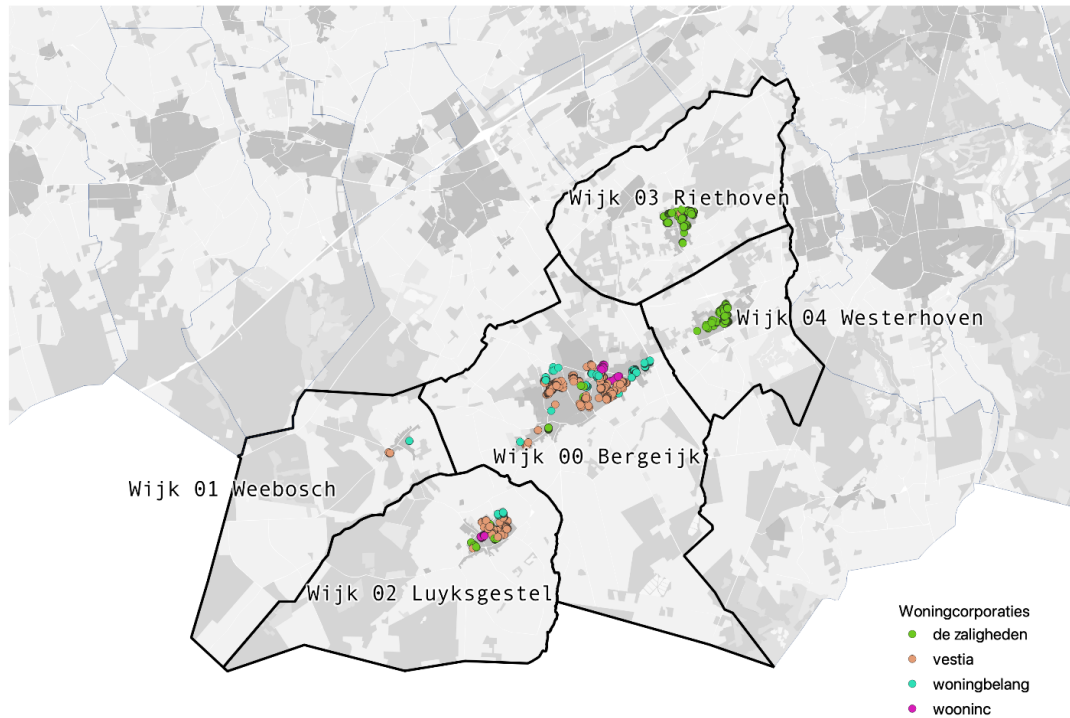 Wijk 03 Riethoven
Wijk 04 Westerhoven
Wijk 00 Bergeijk
Wijk 01 Weebosch
Wijk 02 Luyksgestel
Woningcorporaties
de zaligheden
vestia
woningbelang
wooninc